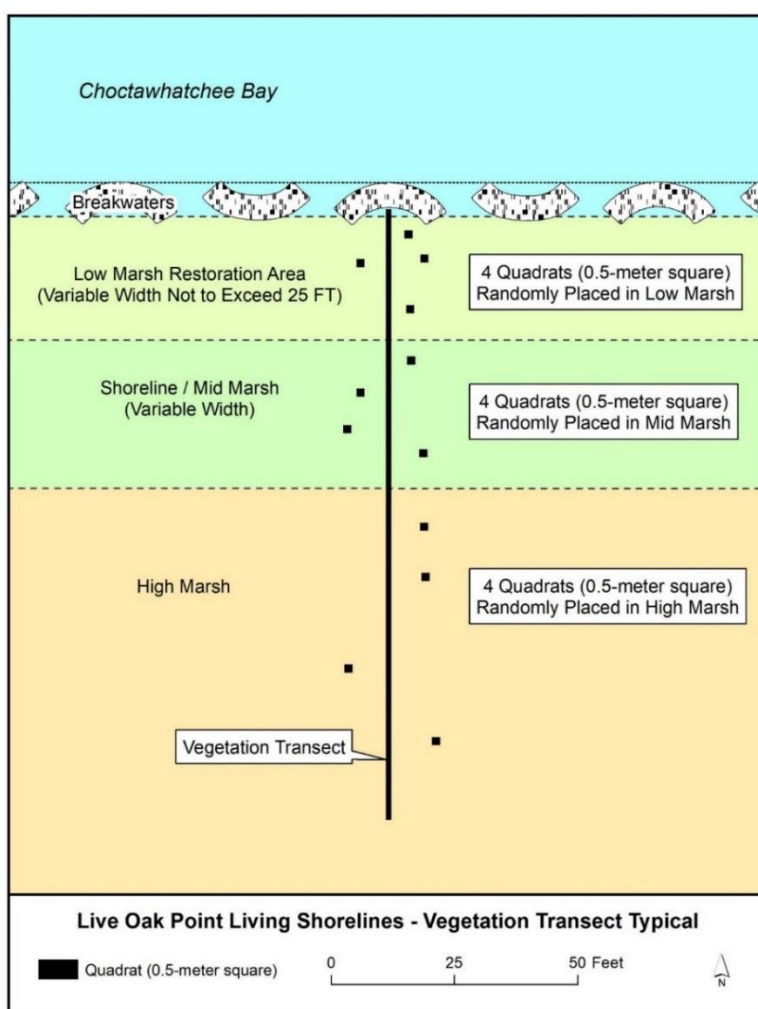 Choctawhatchee Bay
Breakwaters
Low Marsh Restoration Area
(Variable Width Not to Exceed 25 FT)
4 Quadrats (0.5-meter square)
Randomly Placed in Low Marsh
Shoreline / Mid Marsh
(Variable Width)
4 Quadrats (0.5-meter square)
Randomly Placed in Mid Marsh
High Marsh
4 Quadrats (0.5-meter square)
Randomly Placed in High Marsh
Vegetation Transect
Live Oak Point Living Shorelines - Vegetation Transect Typical
Quadrat (0.5-meter square)
0 25 50 Feet
N